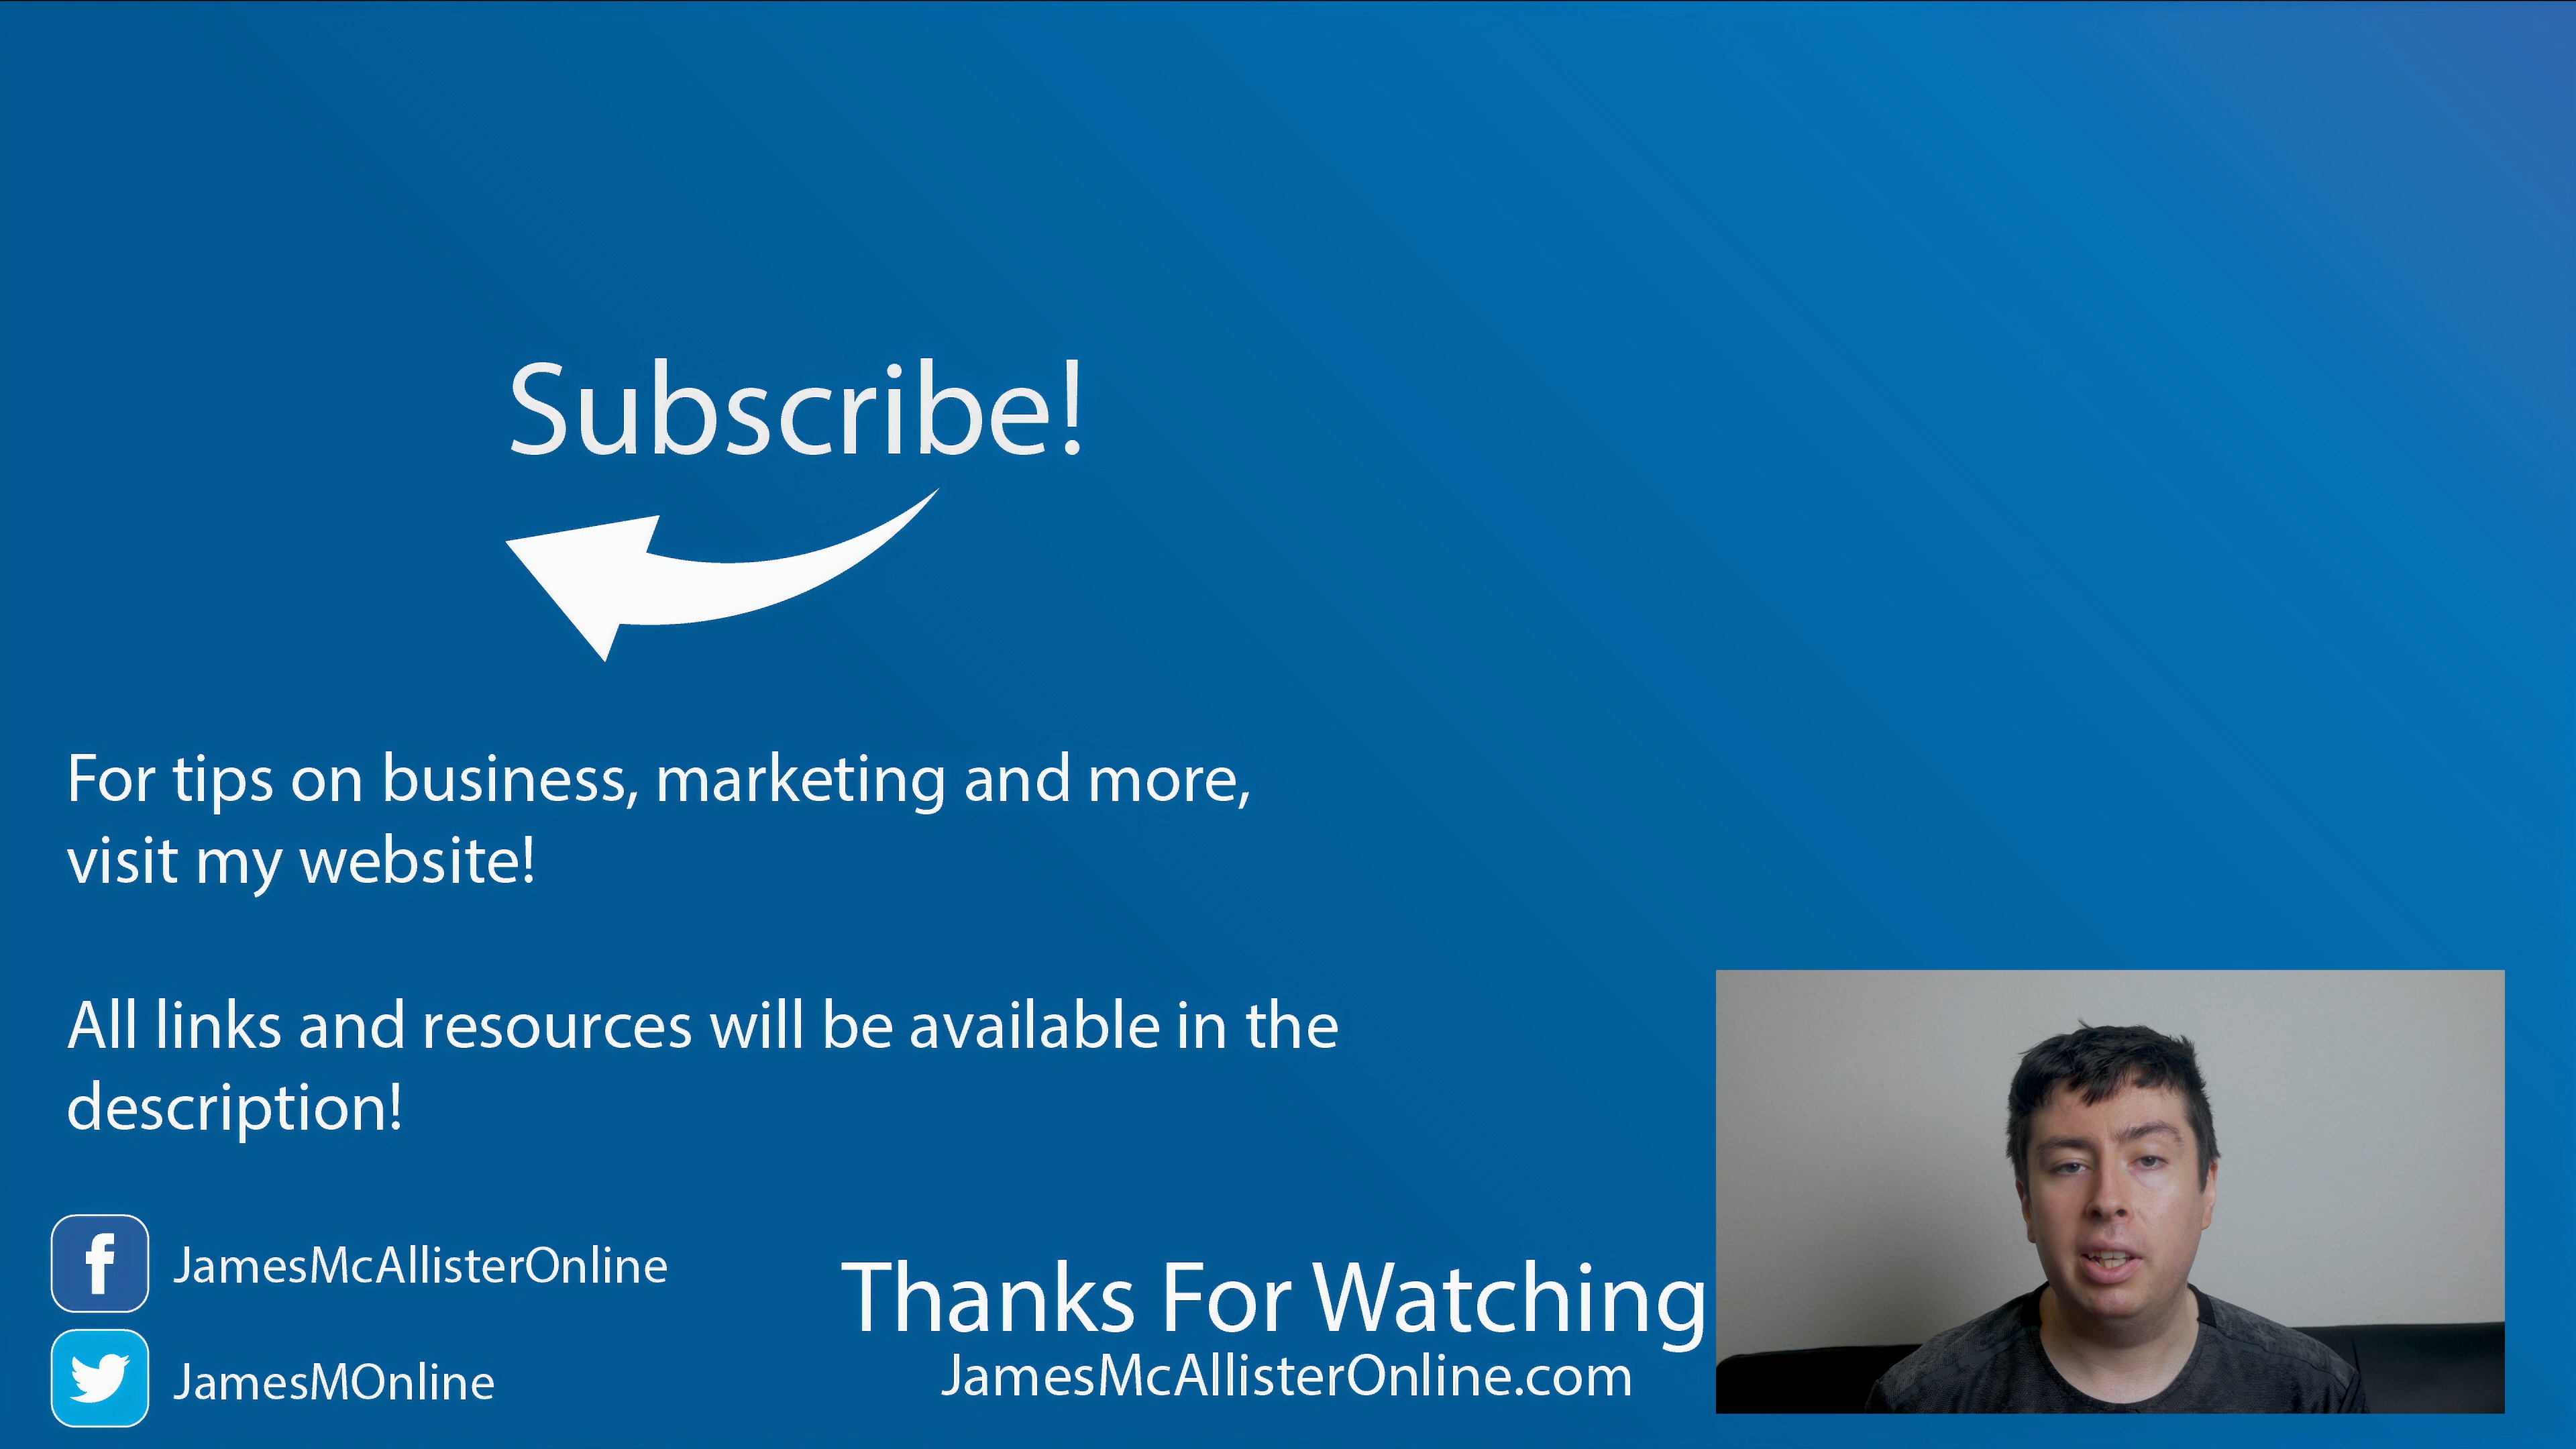 Subscribe!
For tips on business, marketing and more,
visit my website!
All links and resources will be available in the
description!
JamesMcAllisterOnline
JamesMOnline
Thanks For Watching
JamesMcAllisterOnline.com